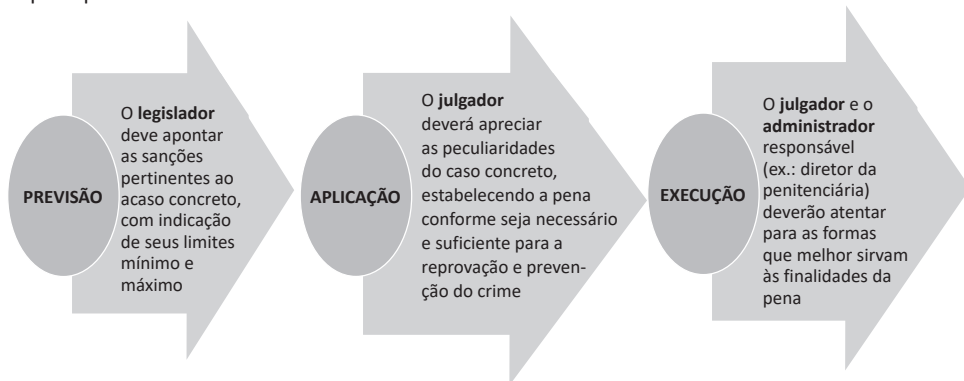 PREVISÃO
O legislador
deve apontar
as sanções
pertinentes ao
acaso concreto,
com indicação
de seus limites
mínimo e
máximo
APLICAÇÃO
O julgador
deverá apreciar
as peculiaridades
do caso concreto,
estabelecendo a pena
conforme seja necessário
e suficiente para a
reprovação e preven-
ção do crime
EXECUÇÃO
O julgador e o
administrador
responsável
(ex.: diretor da
penitenciária)
deverão atentar
para as formas
que melhor sirvam
às finalidades da
pena